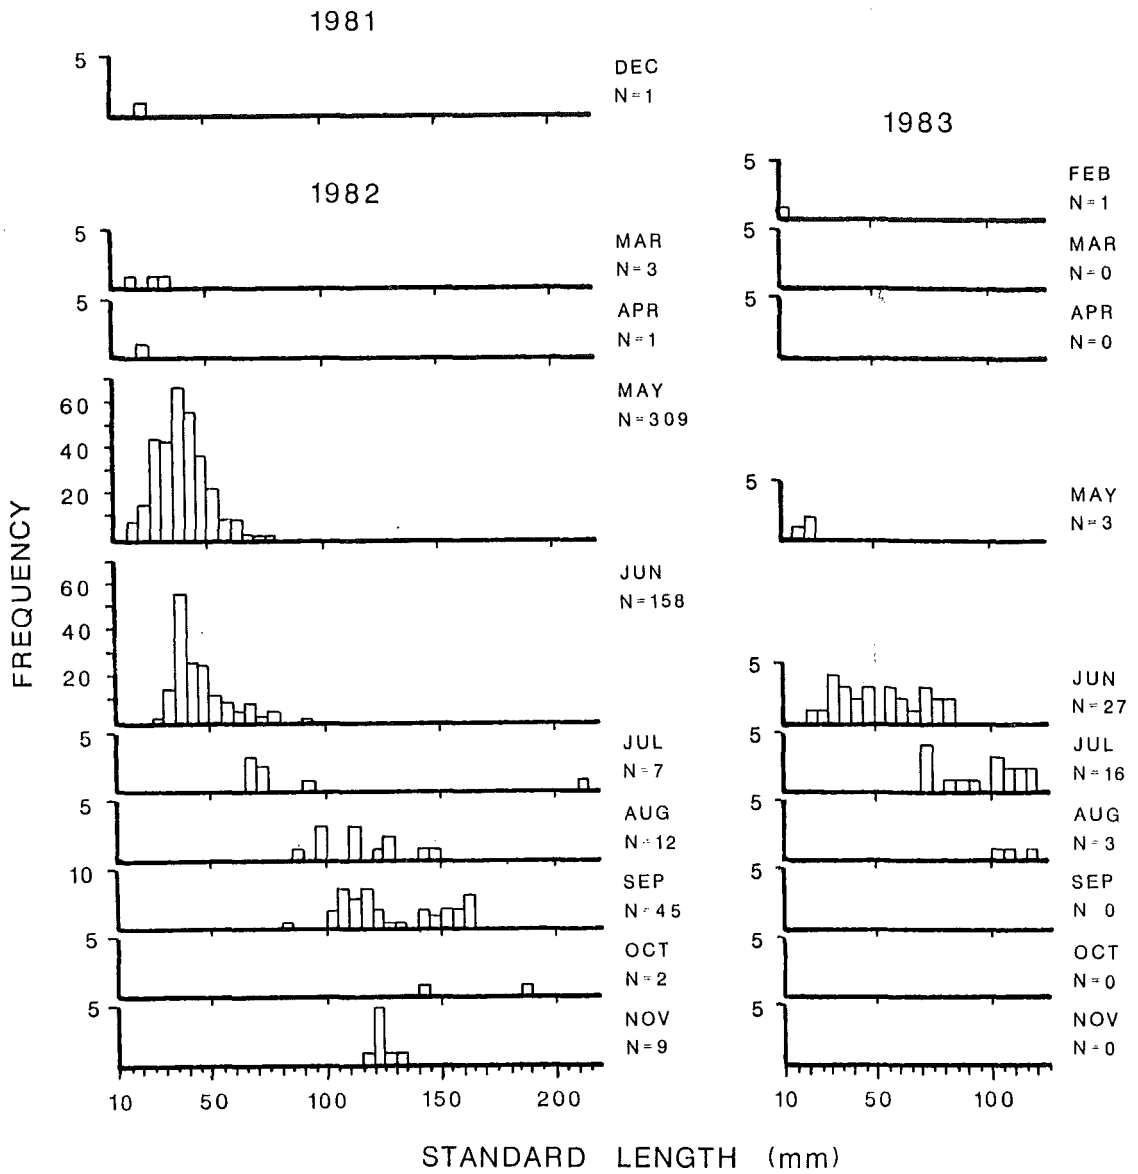 1981
5
DEC
N=1
1982
5
MAR
N=3
5
APR
N=1
60
40
20
MAY
N=309
60
40
20
JUN
N=158
5
JUL
N=7
5
AUG
N=12
10
SEP
N=45
5
OCT
N=2
5
NOV
N=9
10 50 100 150 200
1983
5
FEB
N=1
5
MAR
N=0
5
APR
N=0
5
MAY
N=3
5
JUN
N=27
5
JUL
N=16
5
AUG
N=3
5
SEP
N 0
5
OCT
N=0
5
NOV
N=0
10 50 100
FREQUENCY
STANDARD LENGTH (mm)